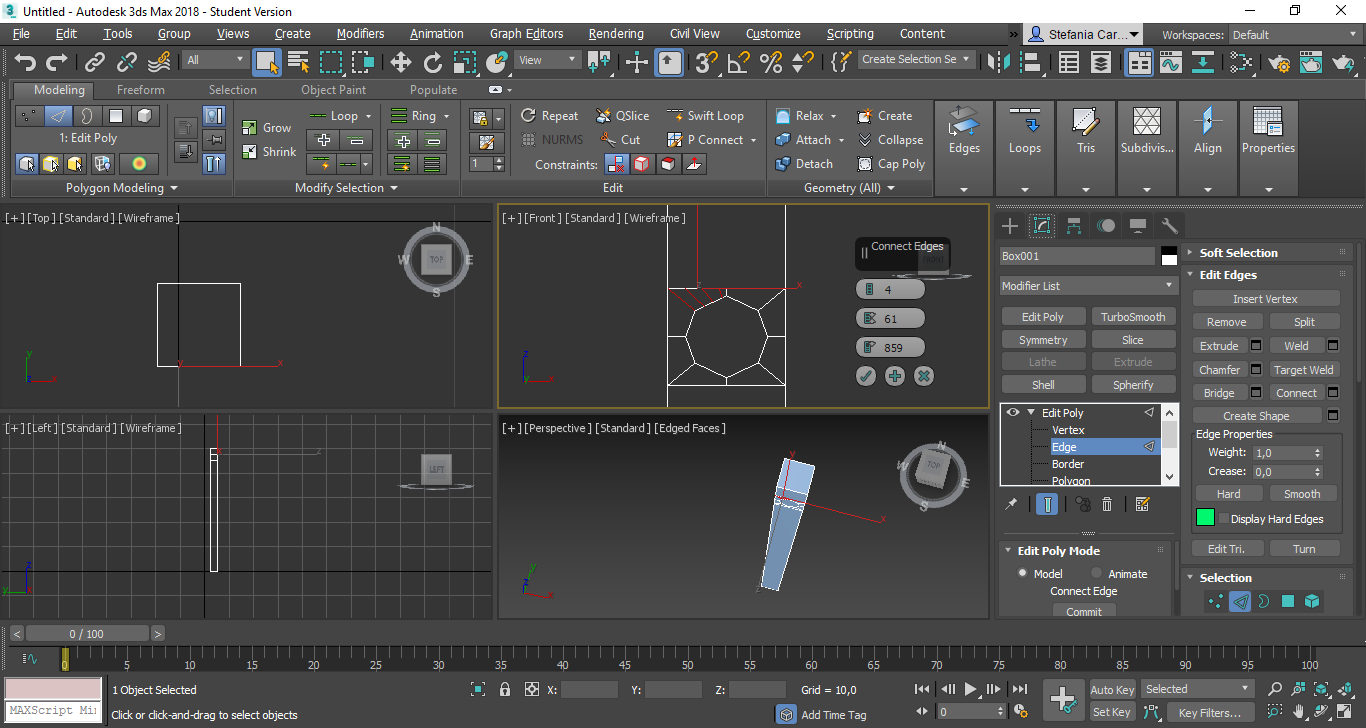 Untitled - Autodesk 3ds Max 2018 - Student Version
File Edit Tools Group Views Create Modifiers Animation Graph Editors Rendering Civil View Customize Scripting Content » Stefania Car... Workspaces: Default
All View Create Selection Se
Modeling Freeform Selection Object Paint Populate
Loop Ring Repeat QSlice Swift Loop Relax Create
1: Edit Poly Grow NURMS Cut P Connect Attach Collapse Edges Loops Tris Subdivis... Align Properties
Shrink 1 Constraints: Detach Cap Poly
Polygon Modeling Modify Selection Edit Geometry (All)
[+] [Top] [Standard] [Wireframe]
N
W TOP E
S
y
x
y
z x
[+] [Front] [Standard] [Wireframe]
Connect Edges
FRONT
4
61
859
x
z
y x
[+] [Left] [Standard] [Wireframe]
LEFT
z
z
y
[+] [Perspective] [Standard] [Edged Faces]
N
W TOP E
S
y
x
y
z
x
Box001
Modifier List
Edit Poly TurboSmooth
Symmetry Slice
Lathe Extrude
Shell Spherify
Edit Poly
Vertex
Edge
Border
Polygon
Edit Poly Mode
Model Animate
Connect Edge
Commit
Soft Selection
Edit Edges
Insert Vertex
Remove Split
Extrude Weld
Chamfer Target Weld
Bridge Connect
Create Shape
Edge Properties
Weight: 1,0
Crease: 0,0
Hard Smooth
Display Hard Edges
Edit Tri. Turn
Selection
< 0 / 100 >
0 5 10 15 20 25 30 35 40 45 50 55 60 65 70 75 80 85 90 95 100
1 Object Selected X: Y: Z: Grid = 10,0 Auto Key Selected
MAXScript Mi Click or click-and-drag to select objects Add Time Tag 0 Set Key Key Filters...